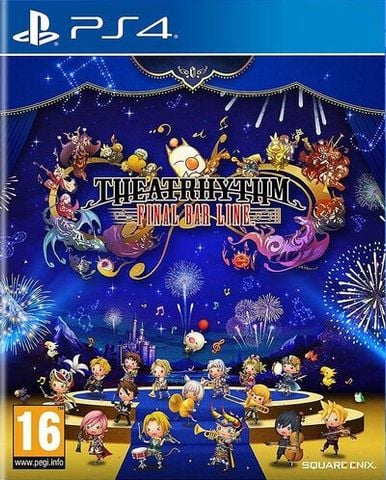 PS4
THEATRHYTHM
FINAL BAR LINE
16
www.pegi.info
SQUARE ENIX